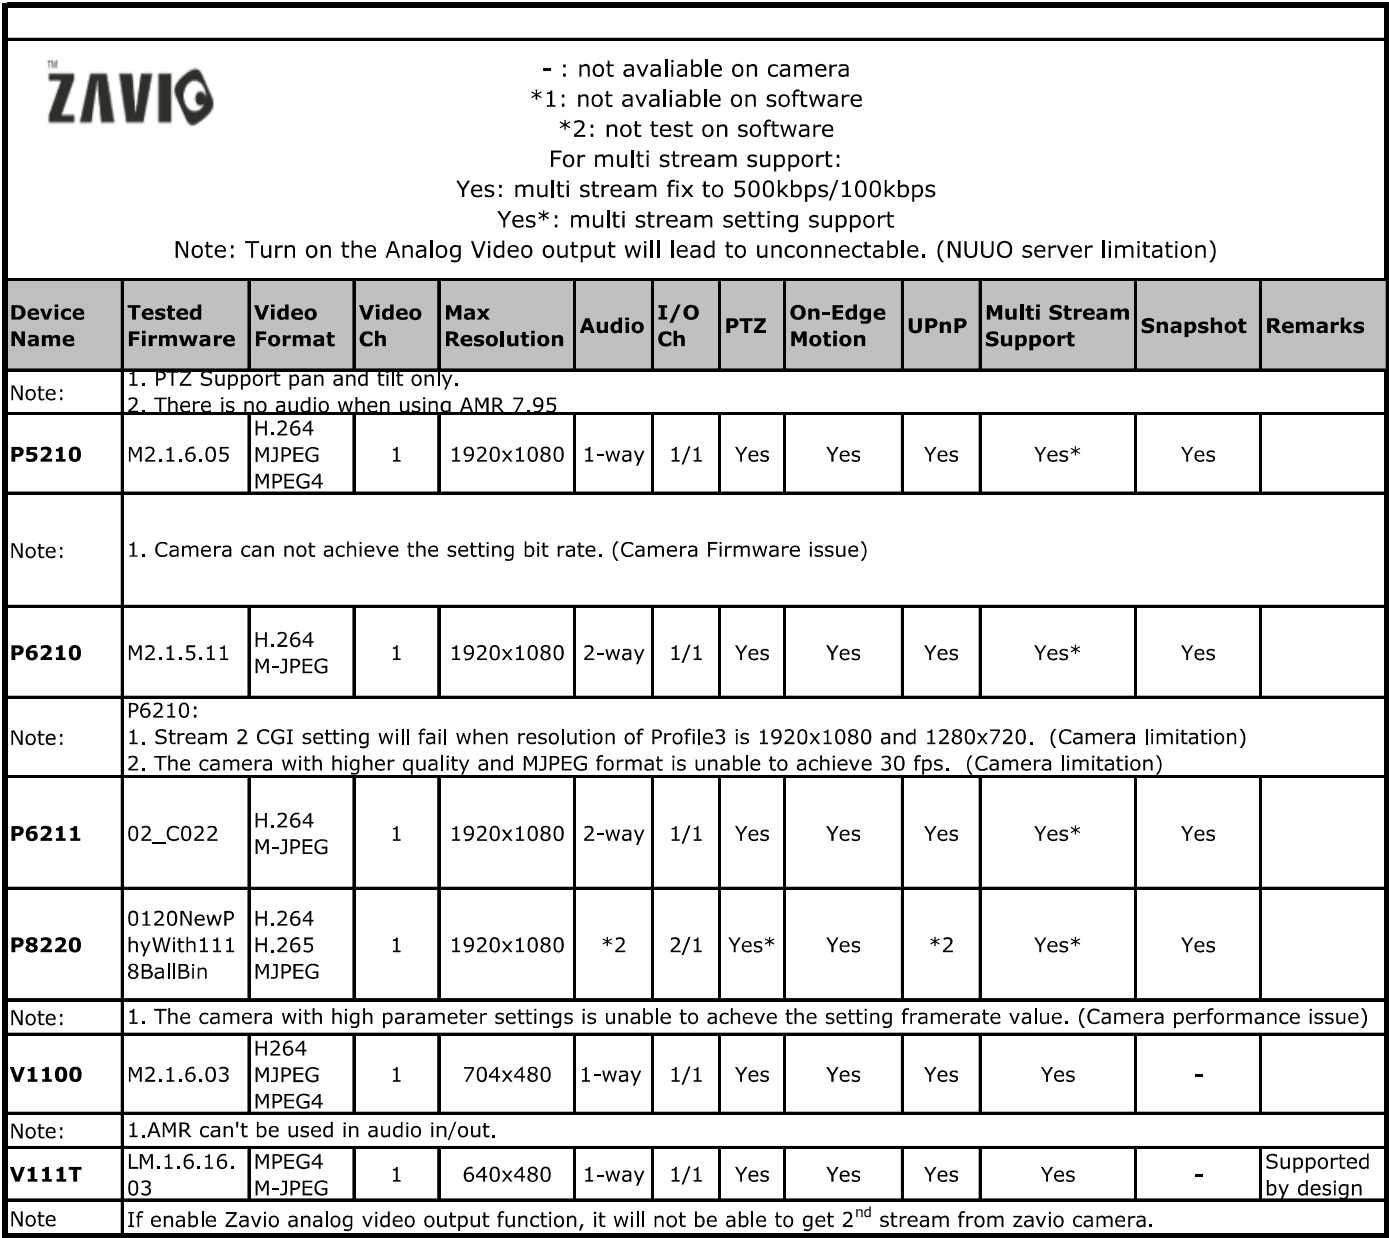 ™
ZAVIO
- : not avaliable on camera
*1: not avaliable on software
*2: not test on software
For multi stream support:
Yes: multi stream fix to 500kbps/100kbps
Yes*: multi stream setting support
Note: Turn on the Analog Video output will lead to unconnectable. (NUUO server limitation)
Device Name Tested Firmware Video Format Video Ch Max Resolution Audio I/O Ch PTZ On-Edge Motion UPnP Multi Stream Support Snapshot Remarks
Note: 1. PTZ Support pan and tilt only.
2. There is no audio when using AMR 7.95
P5210 M2.1.6.05 H.264 MJPEG MPEG4 1 1920x1080 1-way 1/1 Yes Yes Yes Yes* Yes
Note: 1. Camera can not achieve the setting bit rate. (Camera Firmware issue)
P6210 M2.1.5.11 H.264 M-JPEG 1 1920x1080 2-way 1/1 Yes Yes Yes Yes* Yes
Note: P6210:
1. Stream 2 CGI setting will fail when resolution of Profile3 is 1920x1080 and 1280x720. (Camera limitation)
2. The camera with higher quality and MJPEG format is unable to achieve 30 fps. (Camera limitation)
P6211 02_C022 H.264 M-JPEG 1 1920x1080 2-way 1/1 Yes Yes Yes Yes* Yes
P8220 0120NewPhyWith1118BallBin H.264 H.265 MJPEG 1 1920x1080 *2 2/1 Yes* Yes *2 Yes* Yes
Note: 1. The camera with high parameter settings is unable to acheve the setting framerate value. (Camera performance issue)
V1100 M2.1.6.03 H264 MJPEG MPEG4 1 704x480 1-way 1/1 Yes Yes Yes Yes -
Note: 1.AMR can't be used in audio in/out.
V111T LM.1.6.16.03 MPEG4 M-JPEG 1 640x480 1-way 1/1 Yes Yes Yes Yes - Supported by design
Note If enable Zavio analog video output function, it will not be able to get 2nd stream from zavio camera.